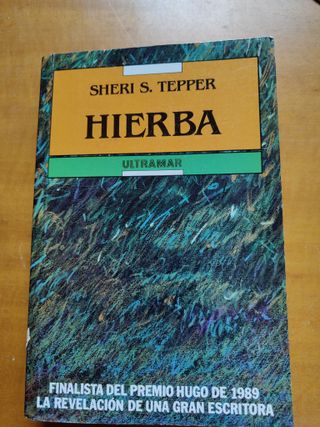 SHERI S. TEPPER
HIERBA
ULTRAMAR
FINALISTA DEL PREMIO HUGO DE 1989
LA REVELACIÓN DE UNA GRAN ESCRITORA